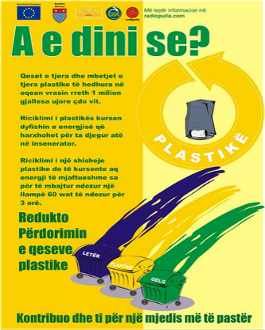 Më tepër informacion në:
radiopulla.com
A e dini se?
Qeset e tjera dhe mbetjet e
tjera plastike të hedhura në
oqean vrasin rreth 1 milion
gjallesa ujore çdo vit.
Riciklimi i plastikës kursen
dyfishin e energjisë që
harxhohet për ta djegur atë
në insenerator.
Riciklimi i një shisheje
plastike do të kursente aq
energji të mjaftueshme sa
për të mbajtur ndezur një
llampë 60 wat të ndezur për
3 orë.
PLASTIKË
Redukto
Përdorimin
e qeseve
plastike
LETËR
PLASTIKË
QELQ
Kontribuo dhe ti për një mjedis më të pastër